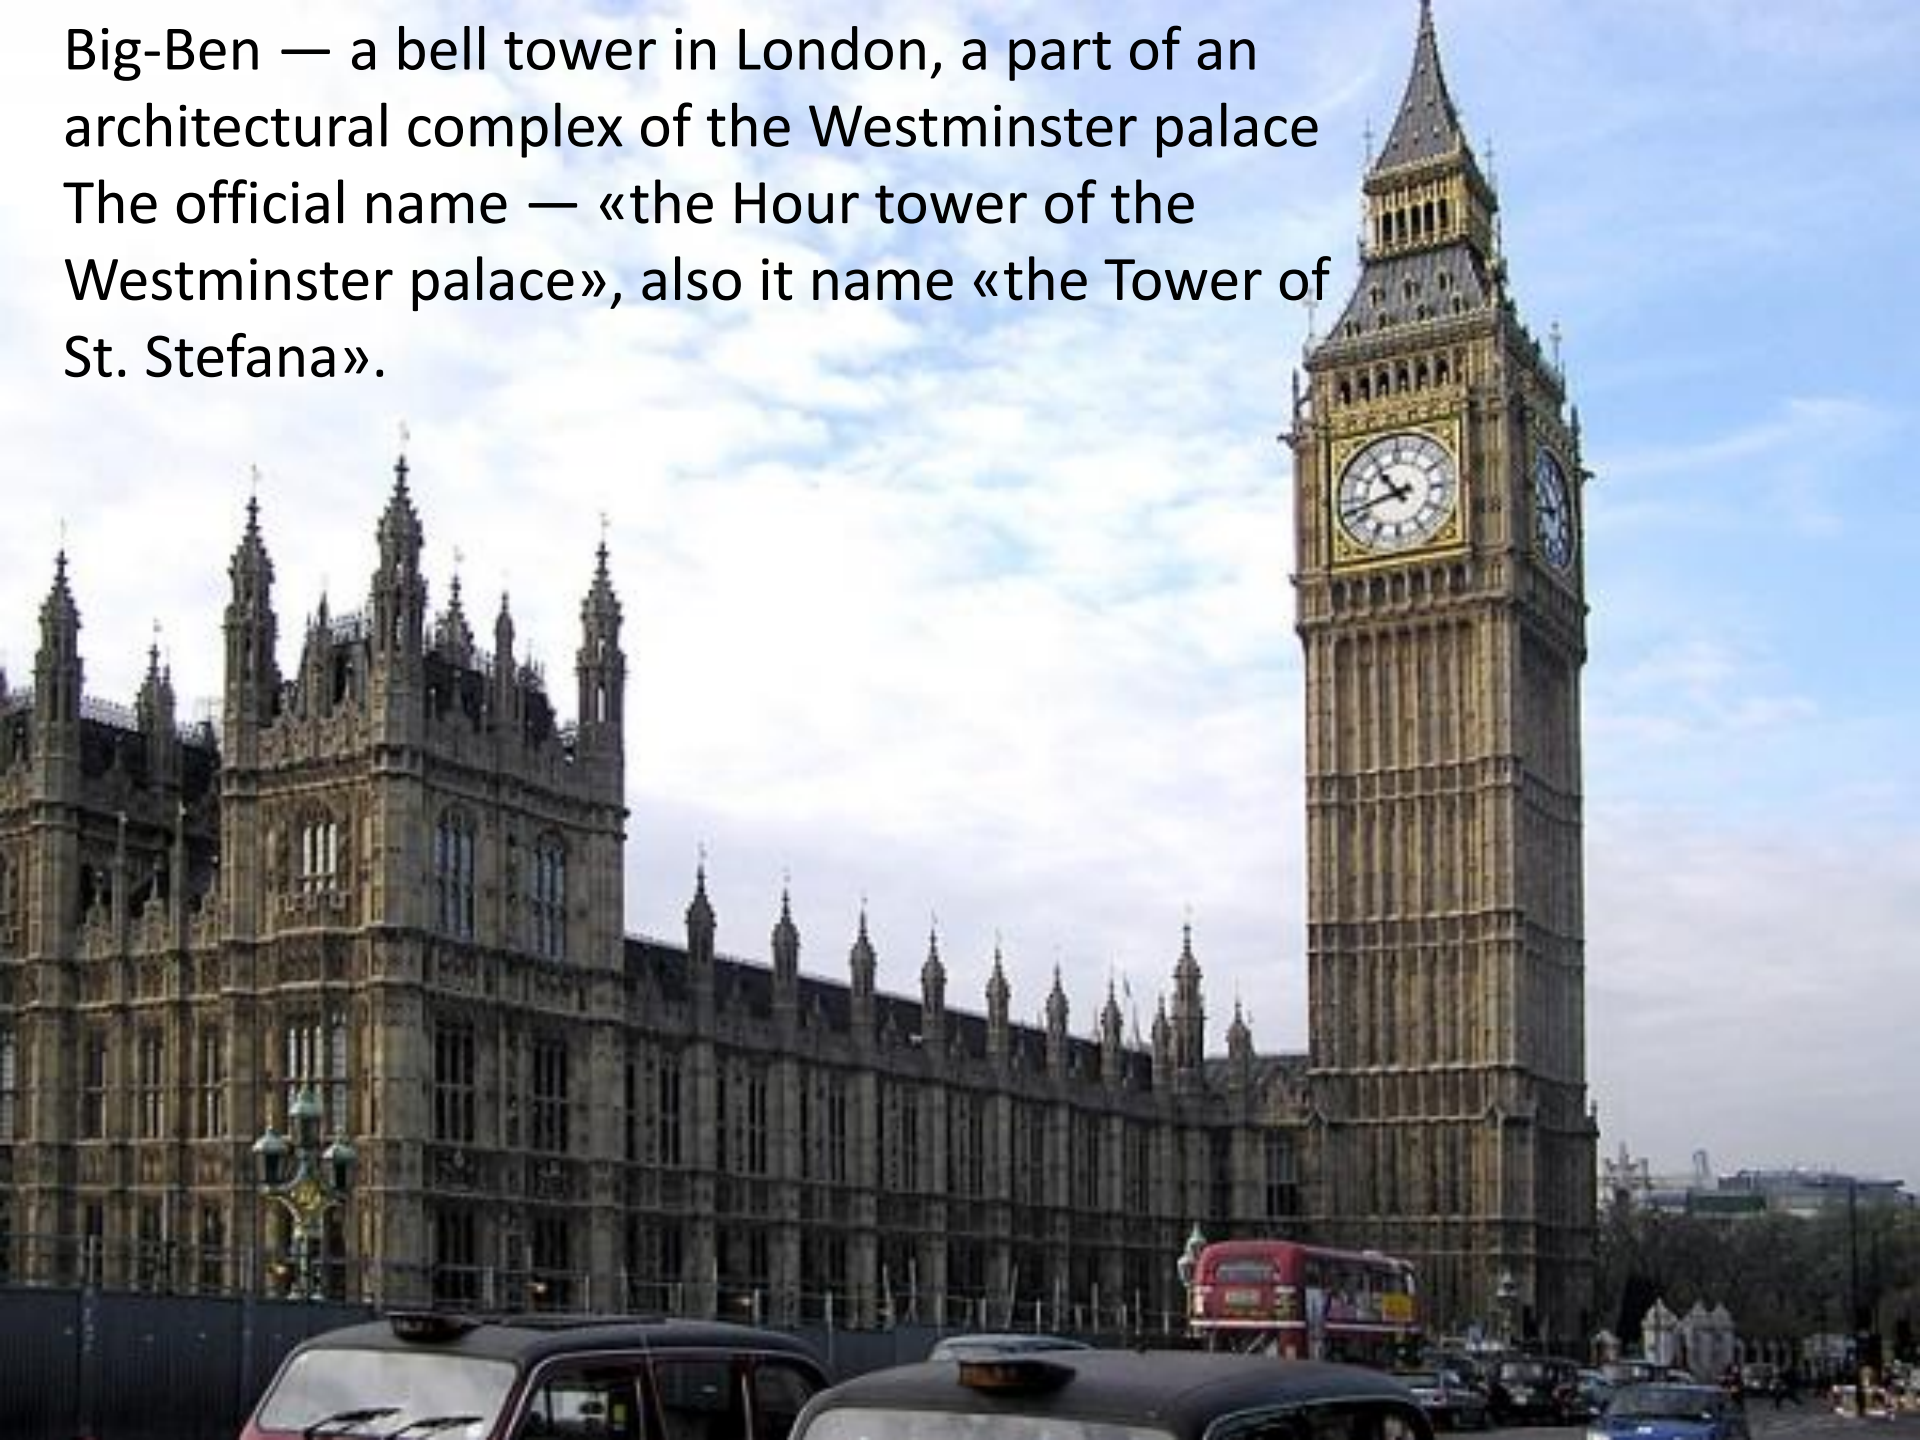 Big-Ben — a bell tower in London, a part of an
architectural complex of the Westminster palace
The official name — «the Hour tower of the
Westminster palace», also it name «the Tower of
St. Stefana».